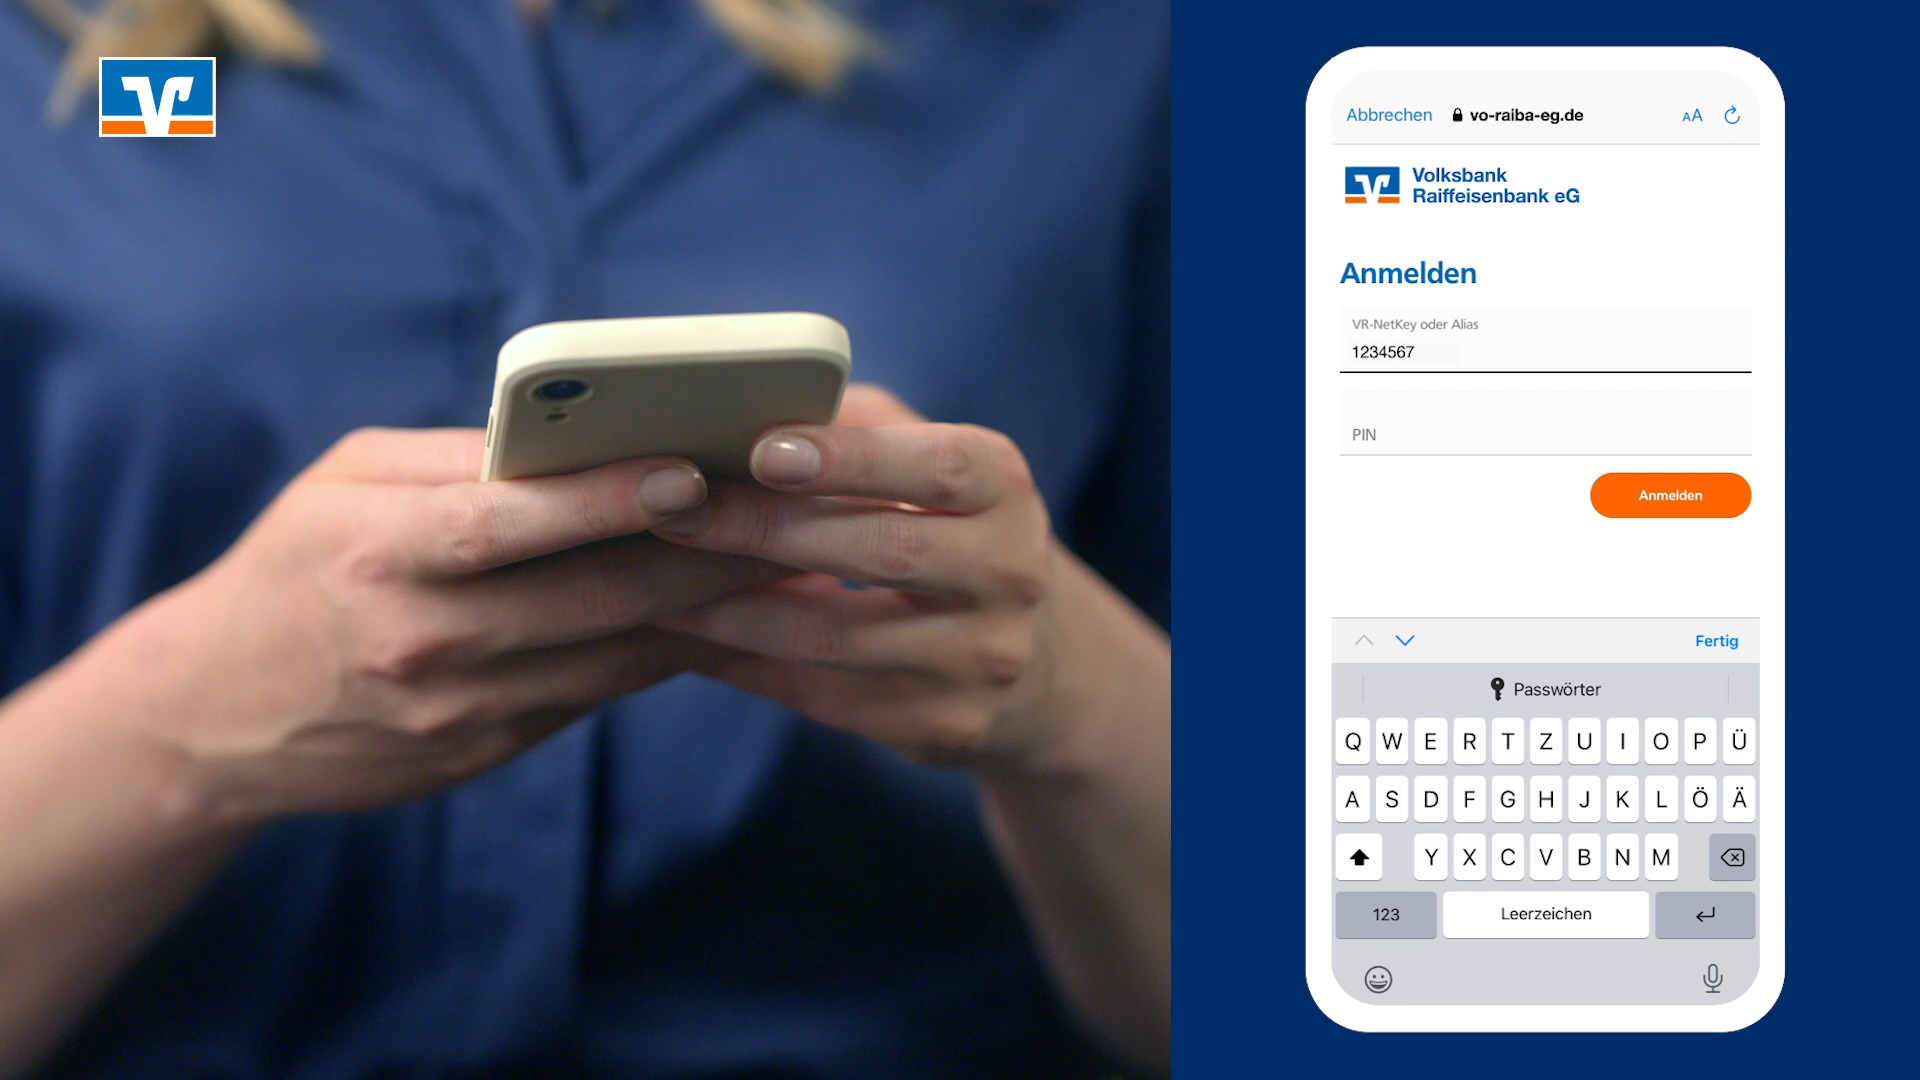 Abbrechen vo-raiba-eg.de AA
Volksbank
Raiffeisenbank eG
Anmelden
VR-NetKey oder Alias
1234567
PIN
Anmelden
Fertig
Passwörter
Q W E R T Z U I O P Ü
A S D F G H J K L Ö Ä
Y X C V B N M
123 Leerzeichen